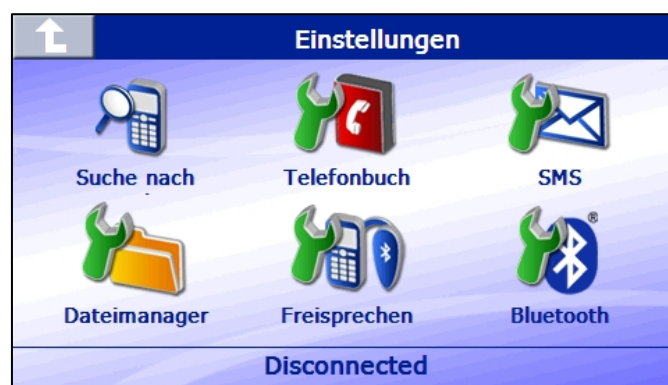 Einstellungen
Suche nach
Telefonbuch
SMS
Dateimanager
Freisprechen
Bluetooth
Disconnected